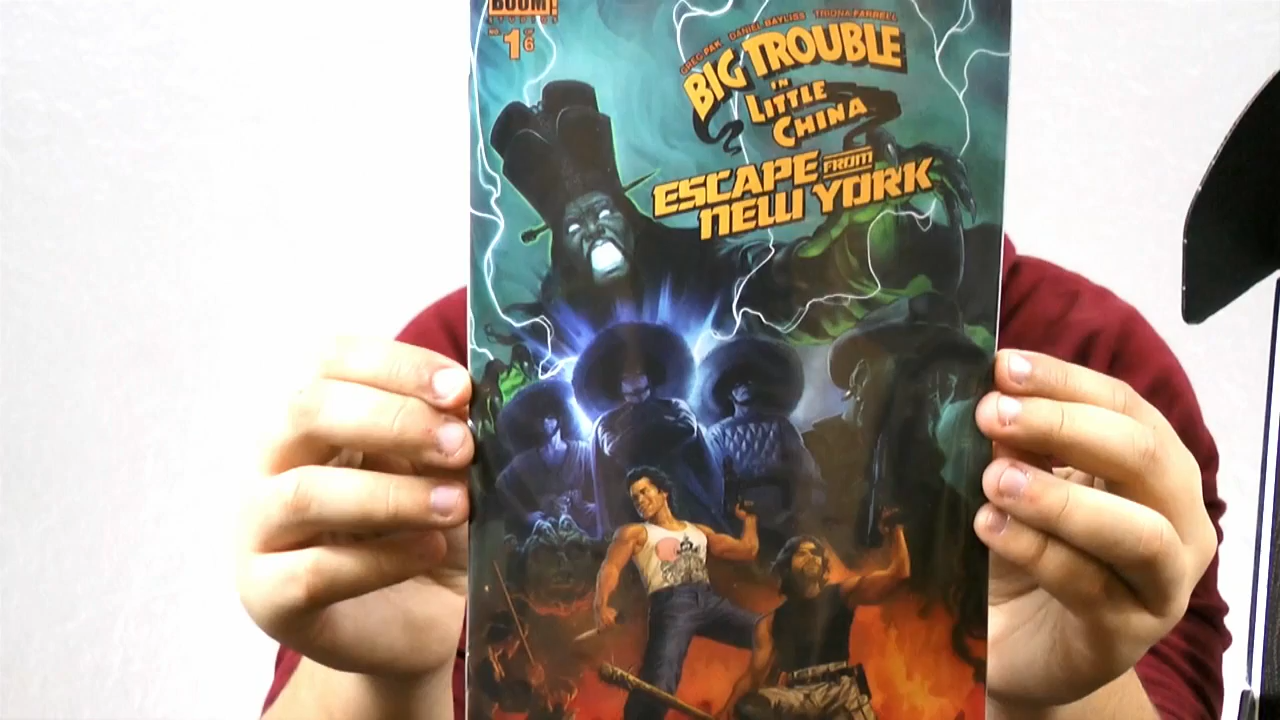 BOOM!
STUDIOS
NO. 1 OF 6
GREG PAK DANIEL BAYLISS TRIONA FARRELL
BIG TROUBLE
IN
LITTLE
CHINA
ESCAPE FROM
NEW YORK